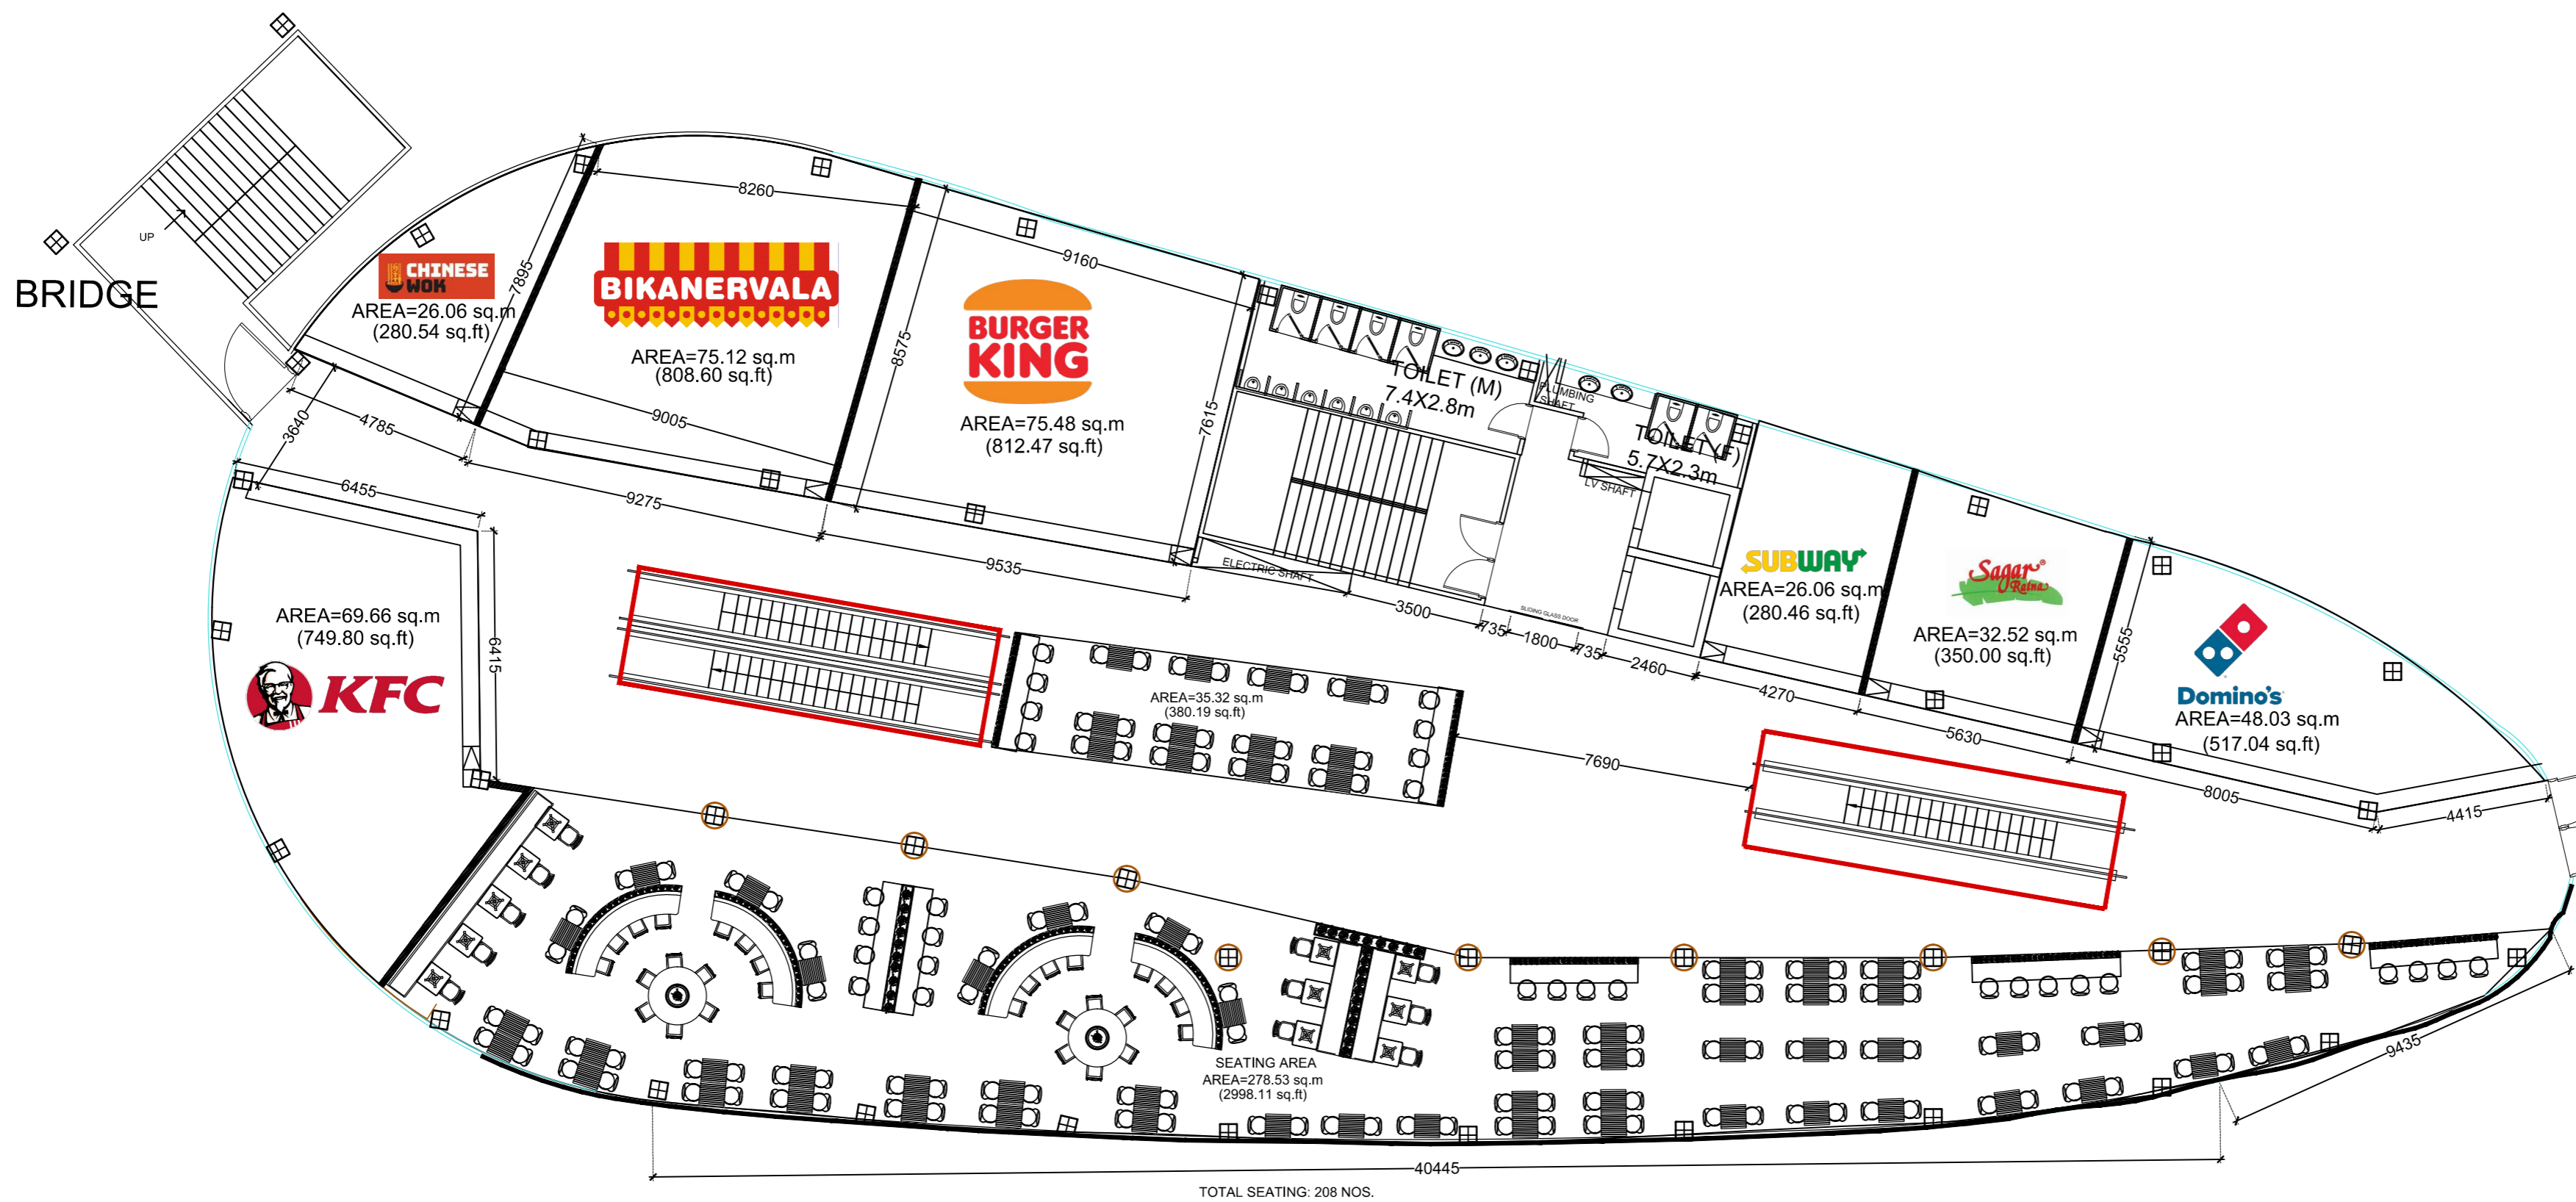 UP
BRIDGE
CHINESE
WOK
AREA=26.06 sq.m
(280.54 sq.ft)
7895
8260
BIKANERVALA
AREA=75.12 sq.m
(808.60 sq.ft)
9005
9160
8575
BURGER
KING
AREA=75.48 sq.m
(812.47 sq.ft)
7615
TOILET (M)
7.4X2.8m
PLUMBING
SHAFT
TOILET (F)
5.7X2.3m
LV SHAFT
ELECTRIC SHAFT
SLIDING GLASS DOOR
3640
4785
6455
9275
9535
3500
735
1800
735
2460
4270
5630
8005
4415
SUBWAY
AREA=26.06 sq.m
(280.46 sq.ft)
Sagar®
Ratna
AREA=32.52 sq.m
(350.00 sq.ft)
5555
Domino's
AREA=48.03 sq.m
(517.04 sq.ft)
AREA=69.66 sq.m
(749.80 sq.ft)
KFC
6415
AREA=35.32 sq.m
(380.19 sq.ft)
7690
SEATING AREA
AREA=278.53 sq.m
(2998.11 sq.ft)
9435
40445
TOTAL SEATING: 208 NOS.